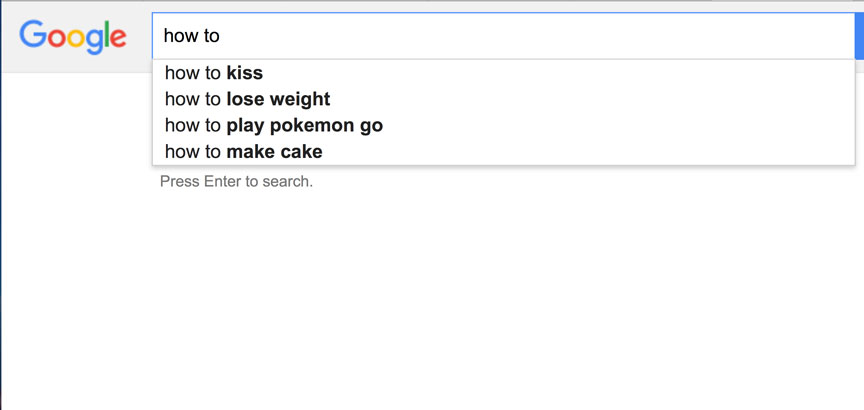 Google
how to
how to kiss
how to lose weight
how to play pokemon go
how to make cake
Press Enter to search.